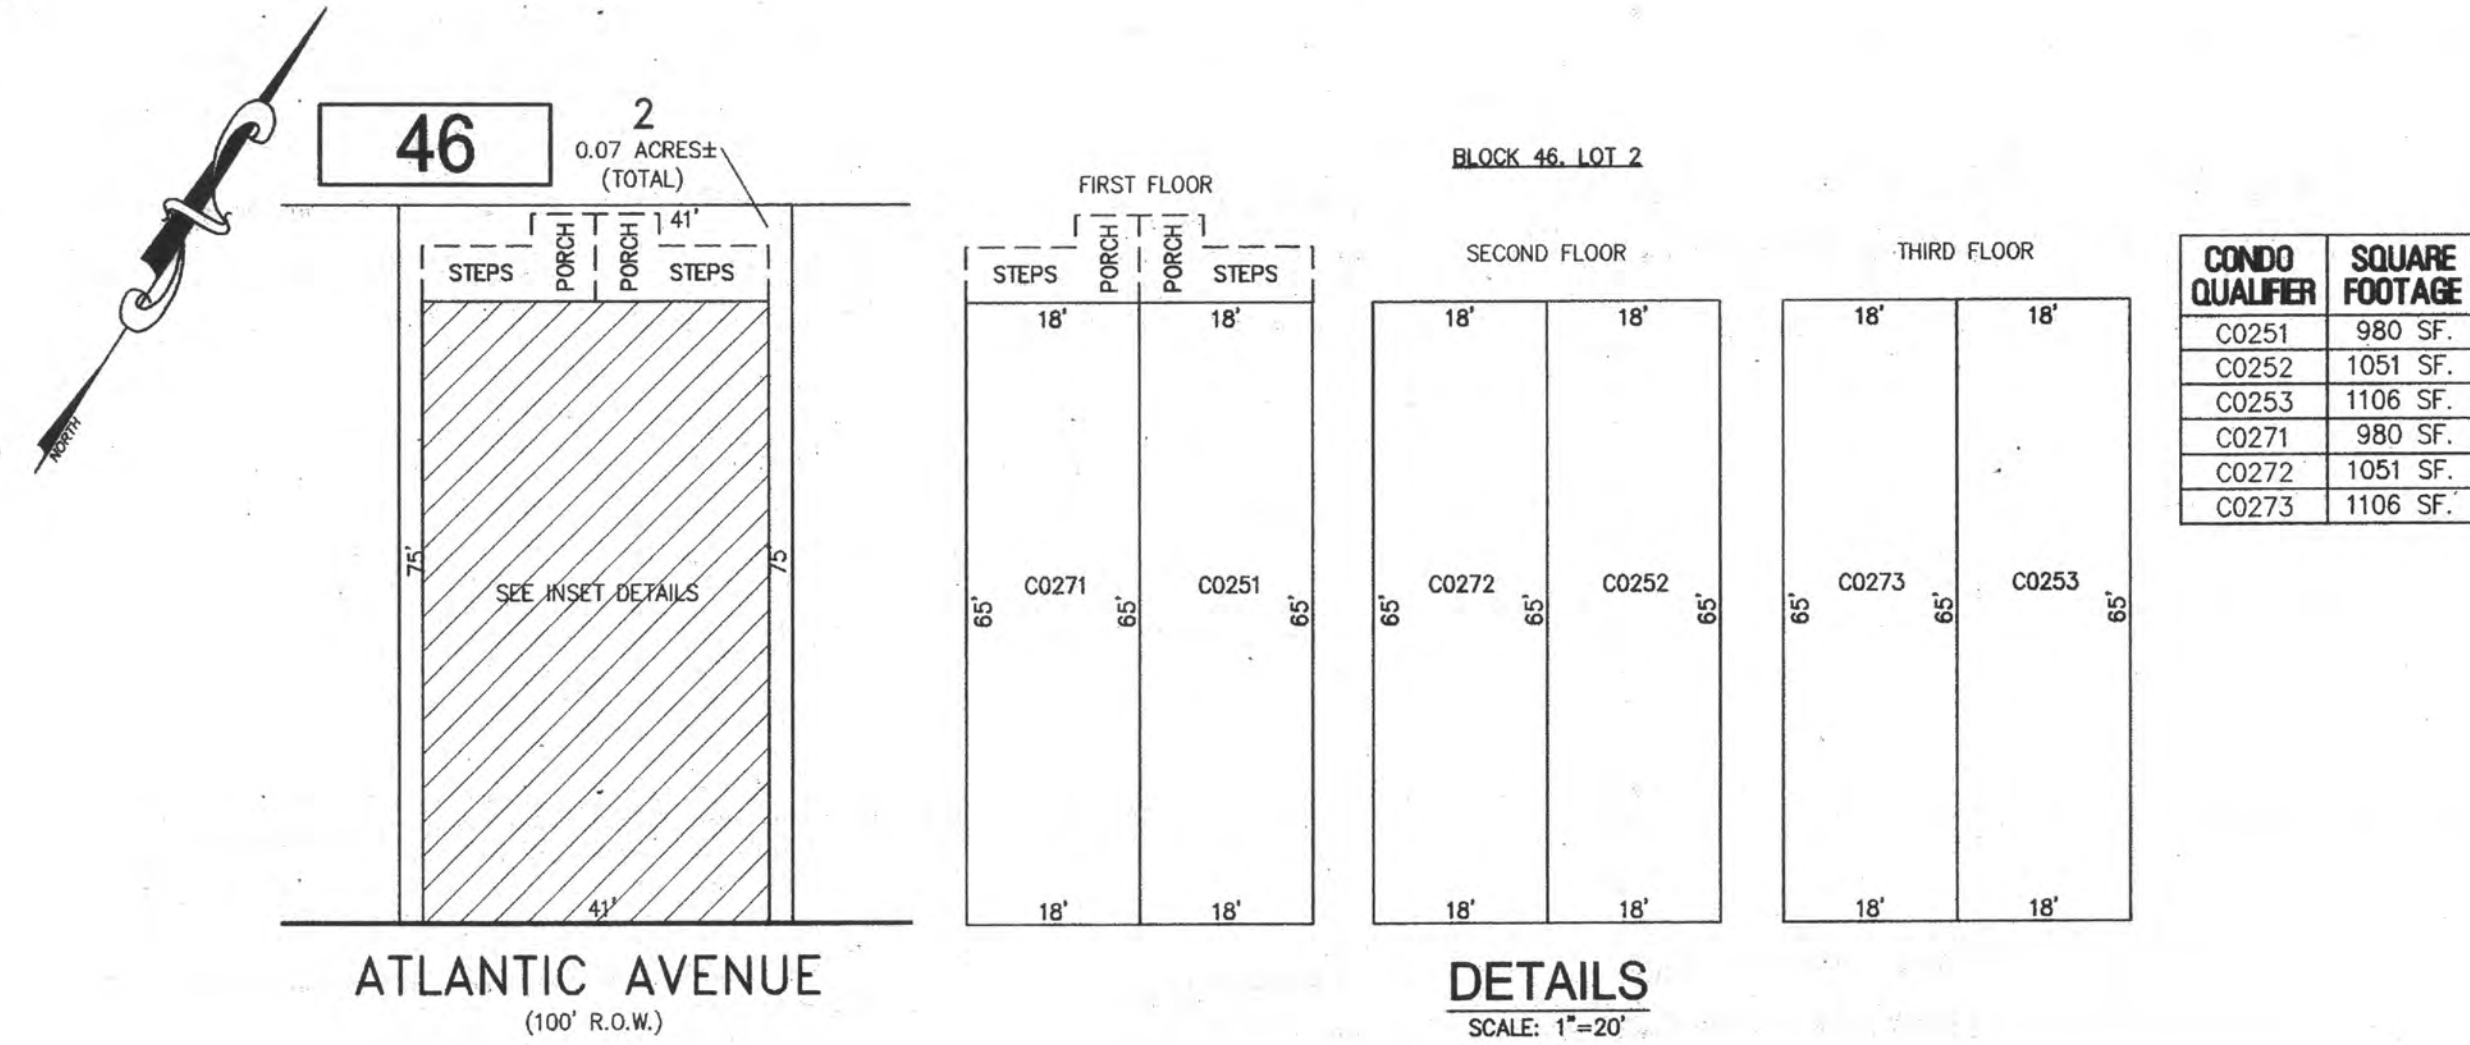 46
2
0.07 ACRES±
(TOTAL)
NORTH
41'
STEPS
PORCH
PORCH
STEPS
75'
75'
SEE INSET DETAILS
41'
ATLANTIC AVENUE
(100' R.O.W.)
BLOCK 46. LOT 2
FIRST FLOOR
STEPS
PORCH
PORCH
STEPS
18'
18'
C0271
C0251
65'
65'
65'
18'
18'
SECOND FLOOR
18'
18'
C0272
C0252
65'
65'
65'
18'
18'
THIRD FLOOR
18'
18'
C0273
C0253
65'
65'
65'
18'
18'
DETAILS
SCALE: 1"=20'
CONDO QUALIFIER SQUARE FOOTAGE
C0251 980 SF.
C0252 1051 SF.
C0253 1106 SF.
C0271 980 SF.
C0272 1051 SF.
C0273 1106 SF.